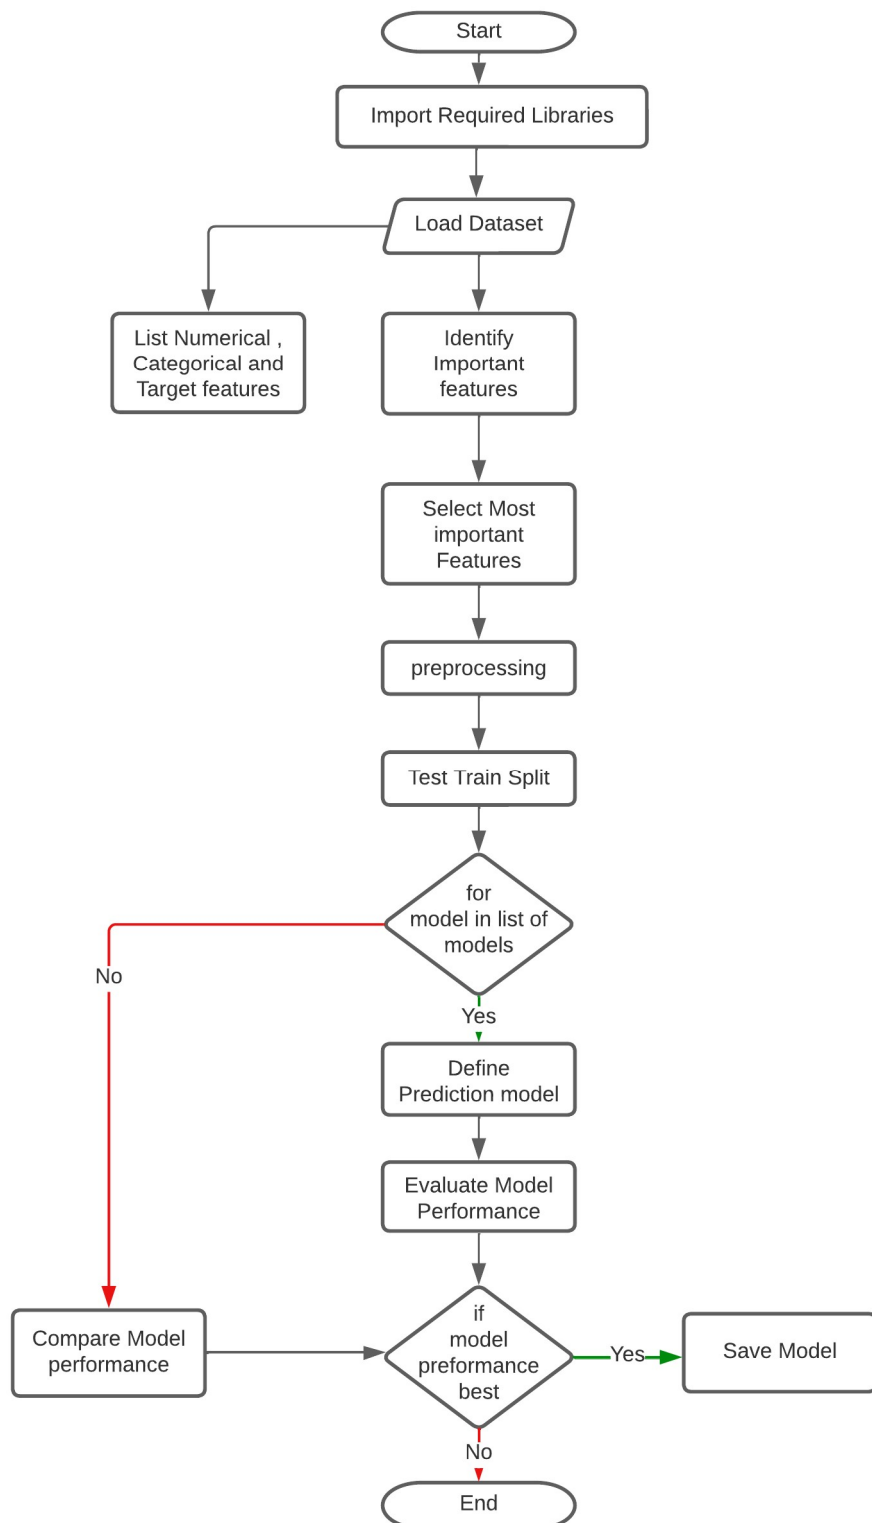 Start
Import Required Libraries
Load Dataset
List Numerical ,
Categorical and
Target features
Identify
Important
features
Select Most
important
Features
preprocessing
Test Train Split
for
model in list of
models
No
Yes
Define
Prediction model
Evaluate Model
Performance
Compare Model
performance
if
model
preformance
best
Yes
Save Model
No
End